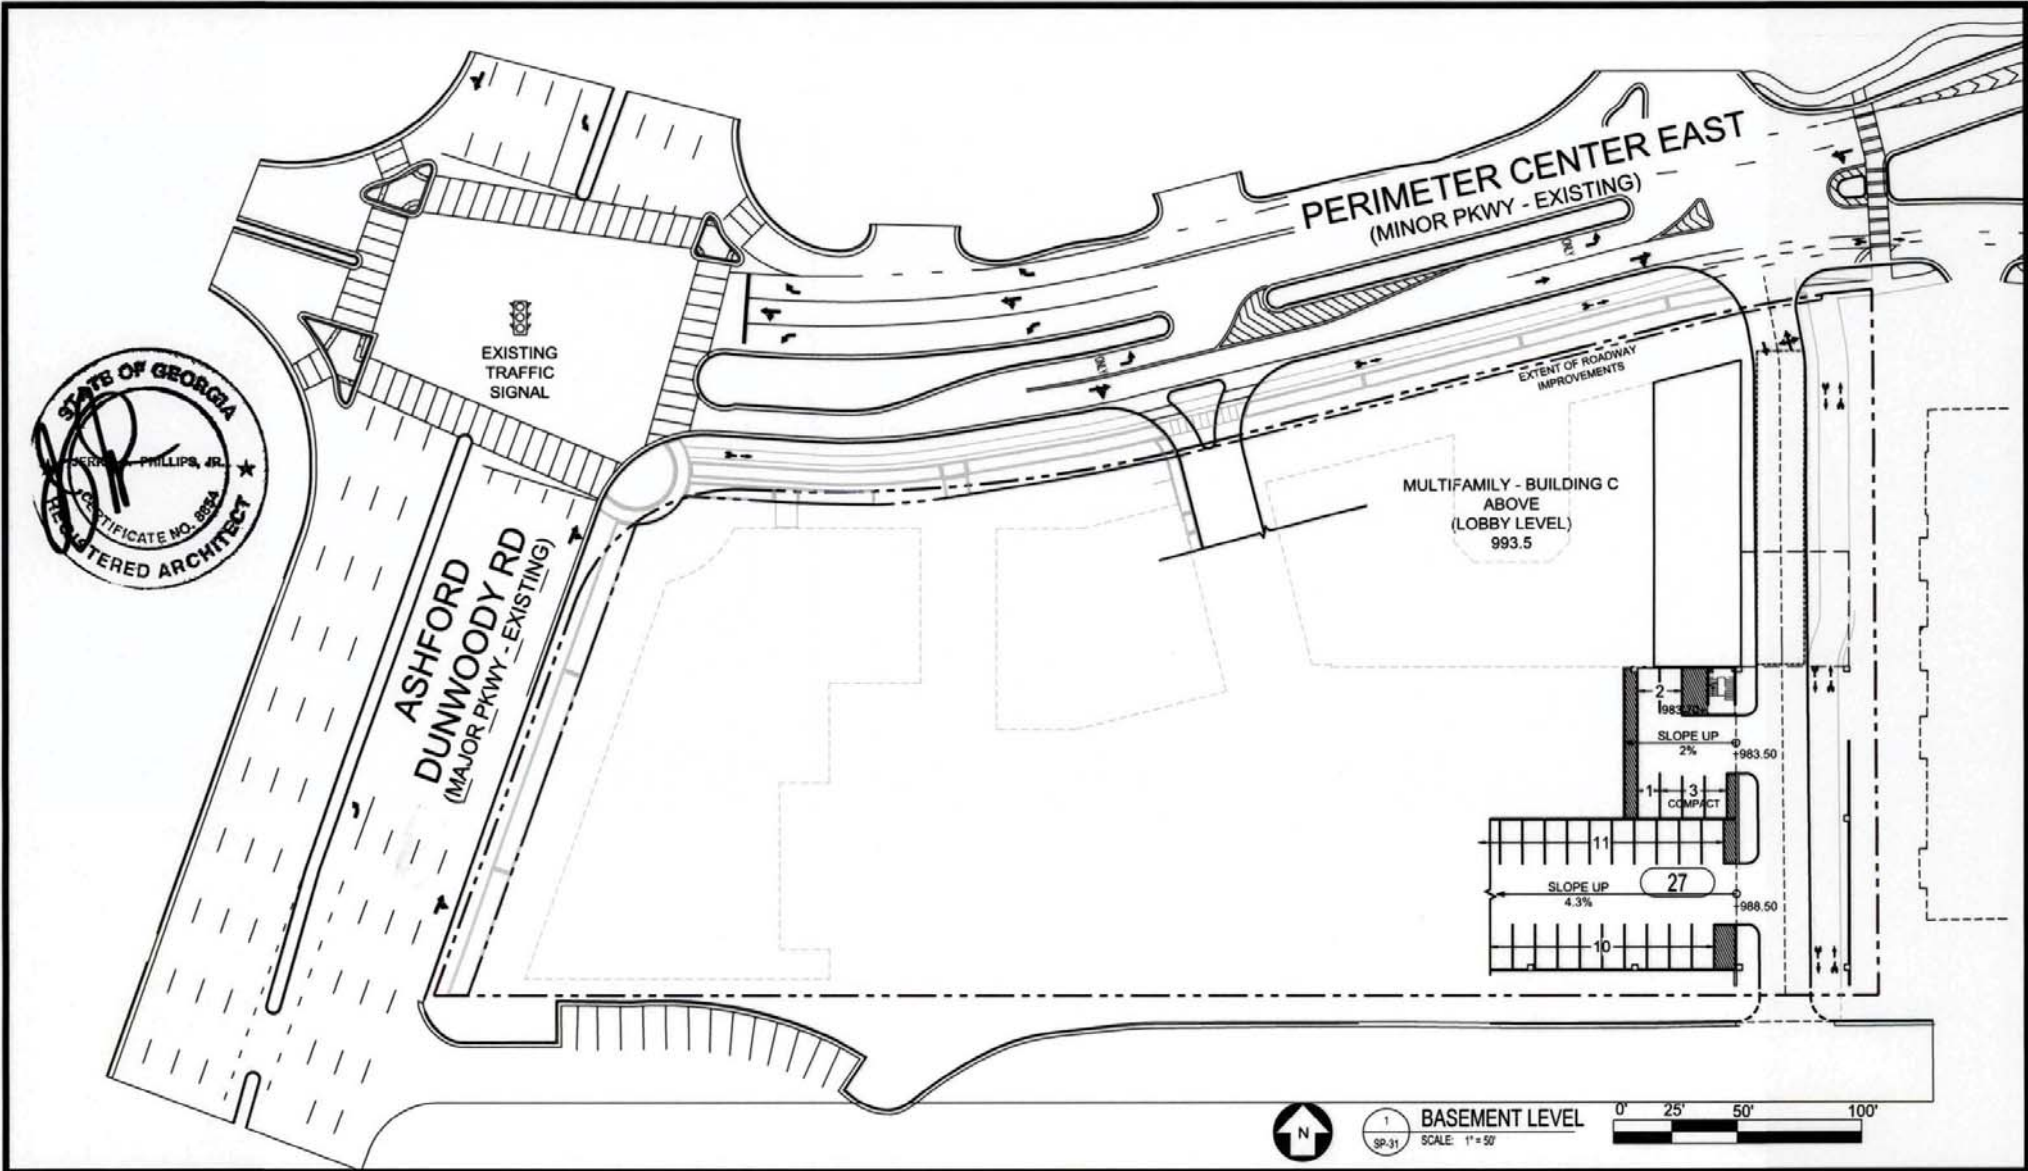 PERIMETER CENTER EAST
(MINOR PKWY - EXISTING)
ONLY
ONLY
EXISTING
TRAFFIC
SIGNAL
EXTENT OF ROADWAY
IMPROVEMENTS
STATE OF GEORGIA
PHILLIPS, JR.
CERTIFICATE NO. 8854
REGISTERED ARCHITECT
MULTIFAMILY - BUILDING C
ABOVE
(LOBBY LEVEL)
993.5
ASHFORD
DUNWOODY RD
(MAJOR PKWY - EXISTING)
2
SLOPE UP
2%
983.50
1
3
COMPACT
11
27
SLOPE UP
4.3%
988.50
10
N
1
SP-31
BASEMENT LEVEL
SCALE: 1" = 50'
0' 25' 50' 100'